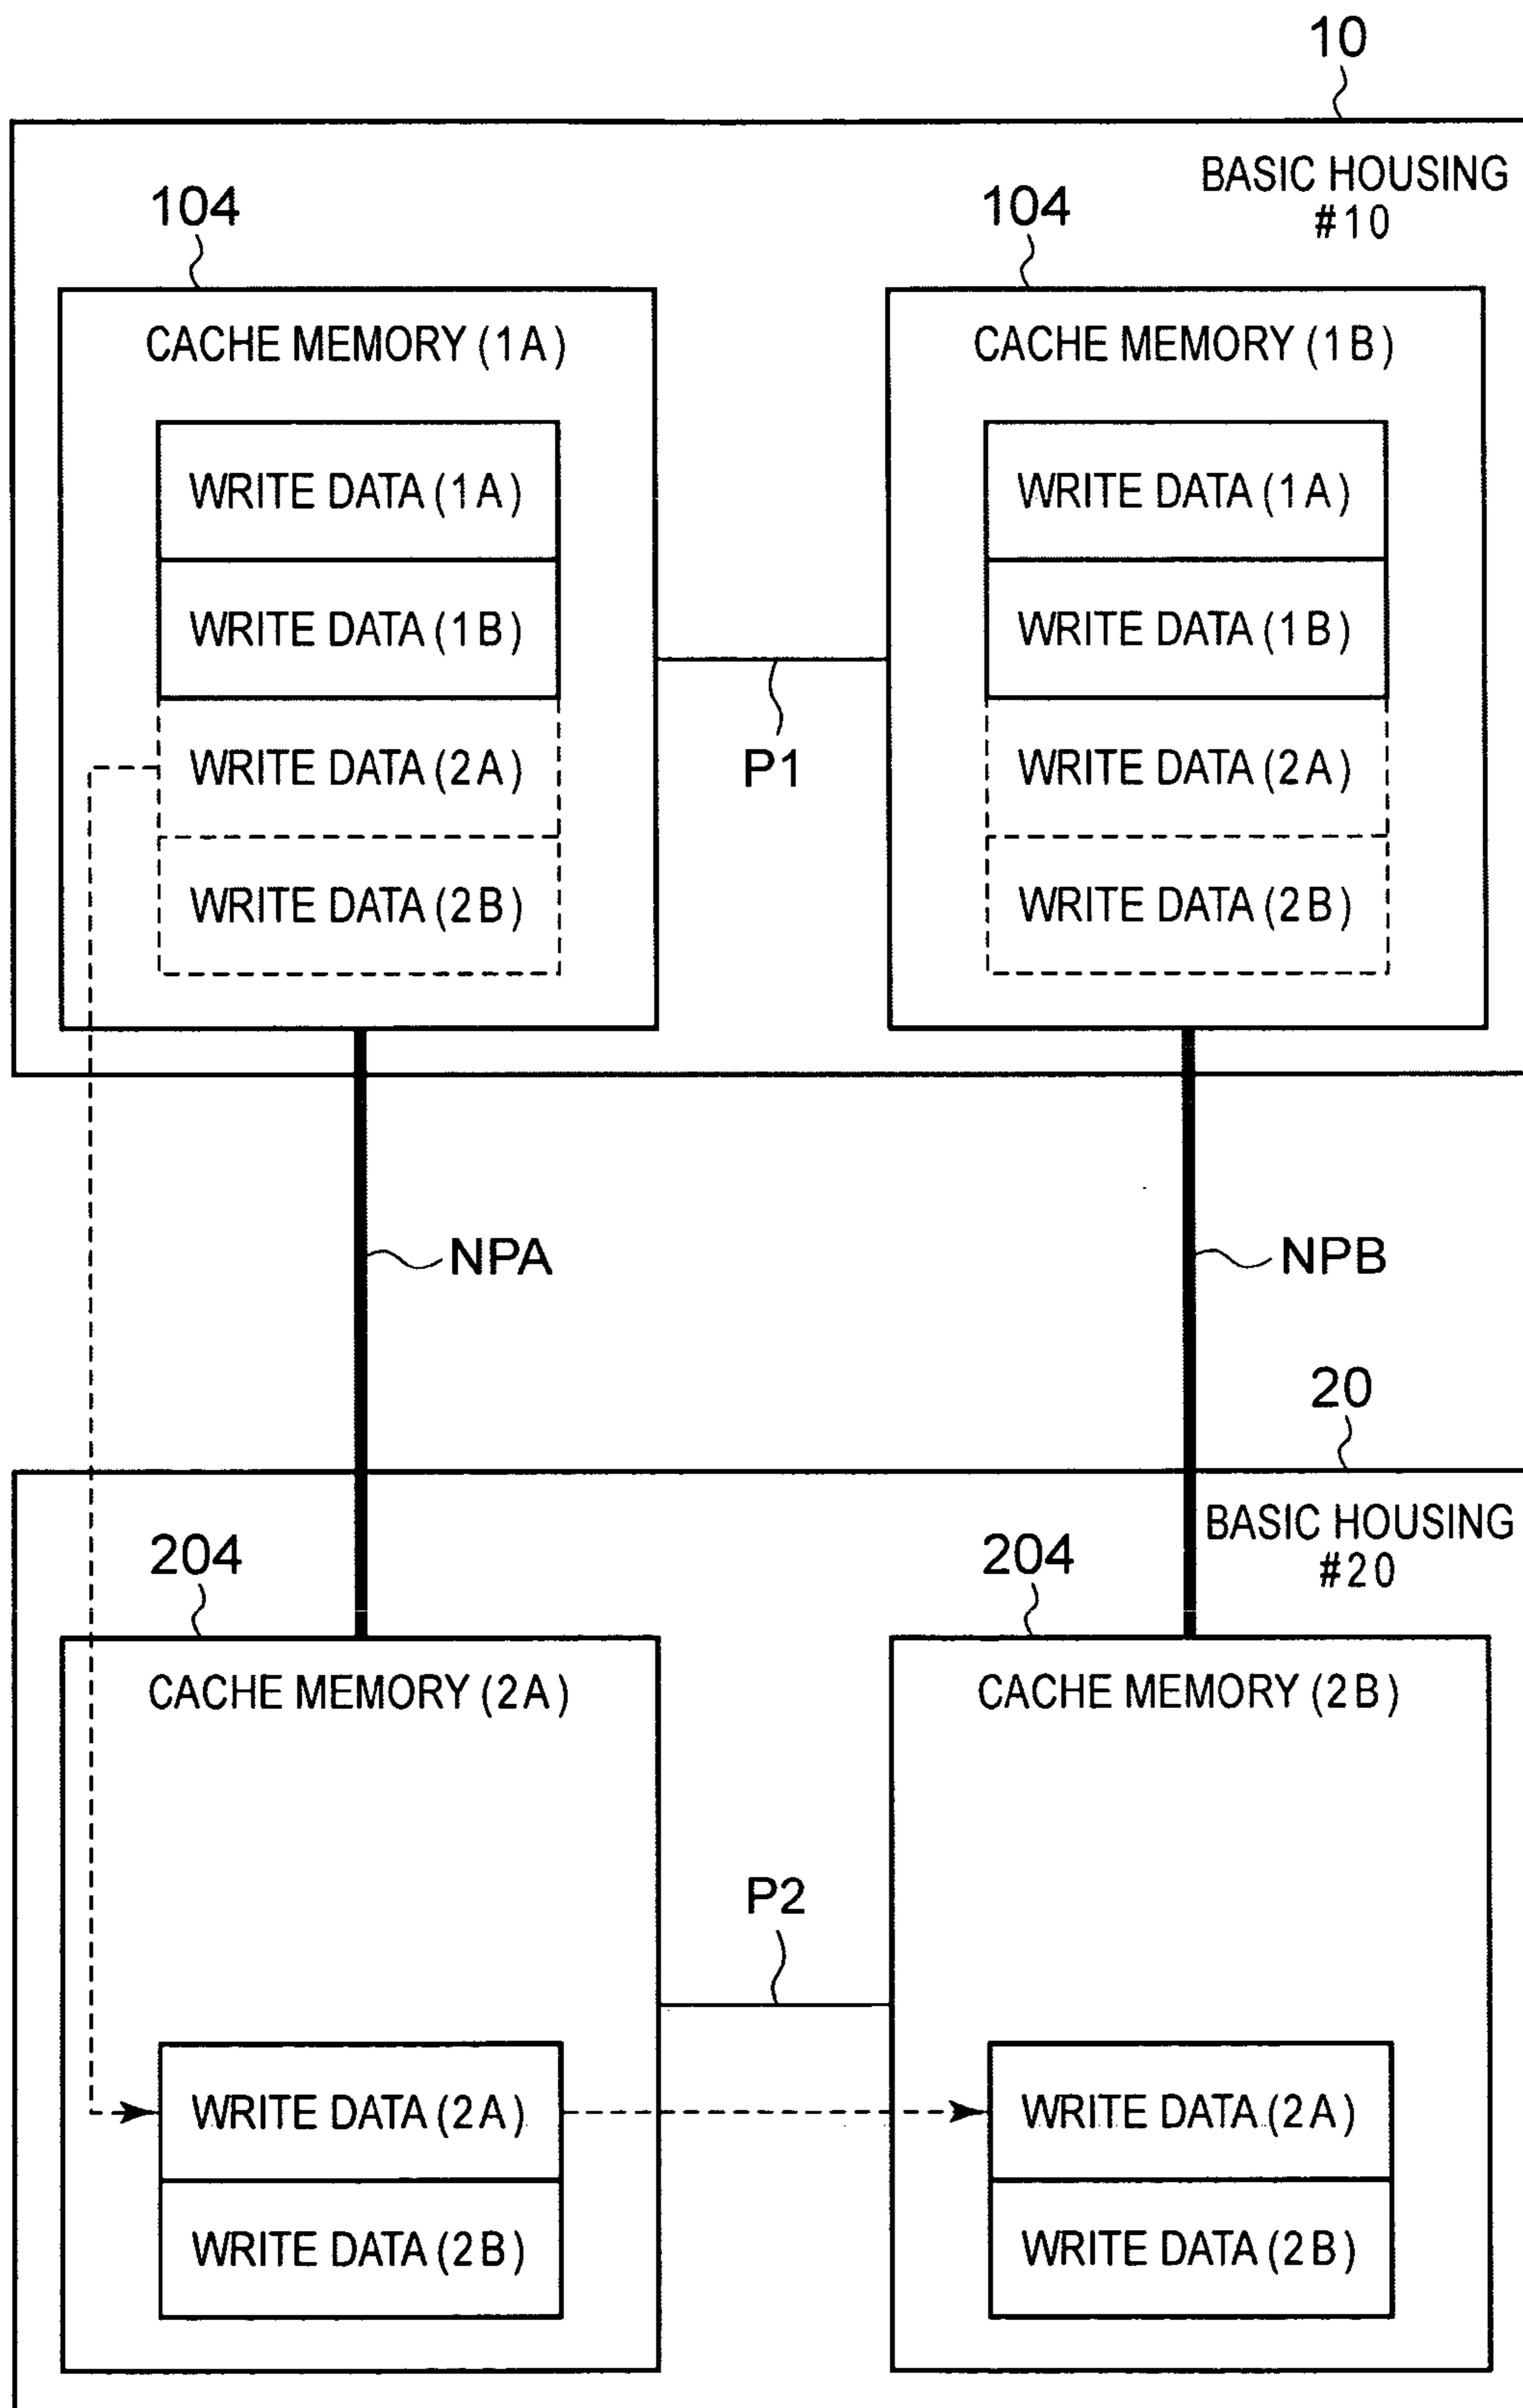 10
BASIC HOUSING
#10
104
104
CACHE MEMORY (1A)
CACHE MEMORY (1B)
WRITE DATA (1A)
WRITE DATA (1A)
WRITE DATA (1B)
WRITE DATA (1B)
P1
WRITE DATA (2A)
WRITE DATA (2A)
WRITE DATA (2B)
WRITE DATA (2B)
NPA
NPB
20
BASIC HOUSING
#20
204
204
CACHE MEMORY (2A)
CACHE MEMORY (2B)
P2
WRITE DATA (2A)
WRITE DATA (2A)
WRITE DATA (2B)
WRITE DATA (2B)